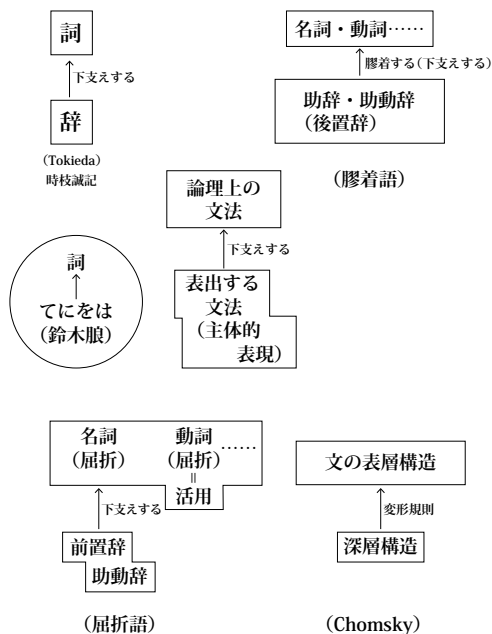 詞
下支えする
辞
(Tokieda)
時枝誠記
名詞・動詞……
膠着する(下支えする)
助辞・助動辞
(後置辞)
(膠着語)
論理上の
文法
下支えする
表出する
文法
(主体的
表現)
詞
てにをは
(鈴木朖)
名詞
(屈折)
動詞……
(屈折)
=
活用
下支えする
前置辞
助動辞
(屈折語)
文の表層構造
変形規則
深層構造
(Chomsky)